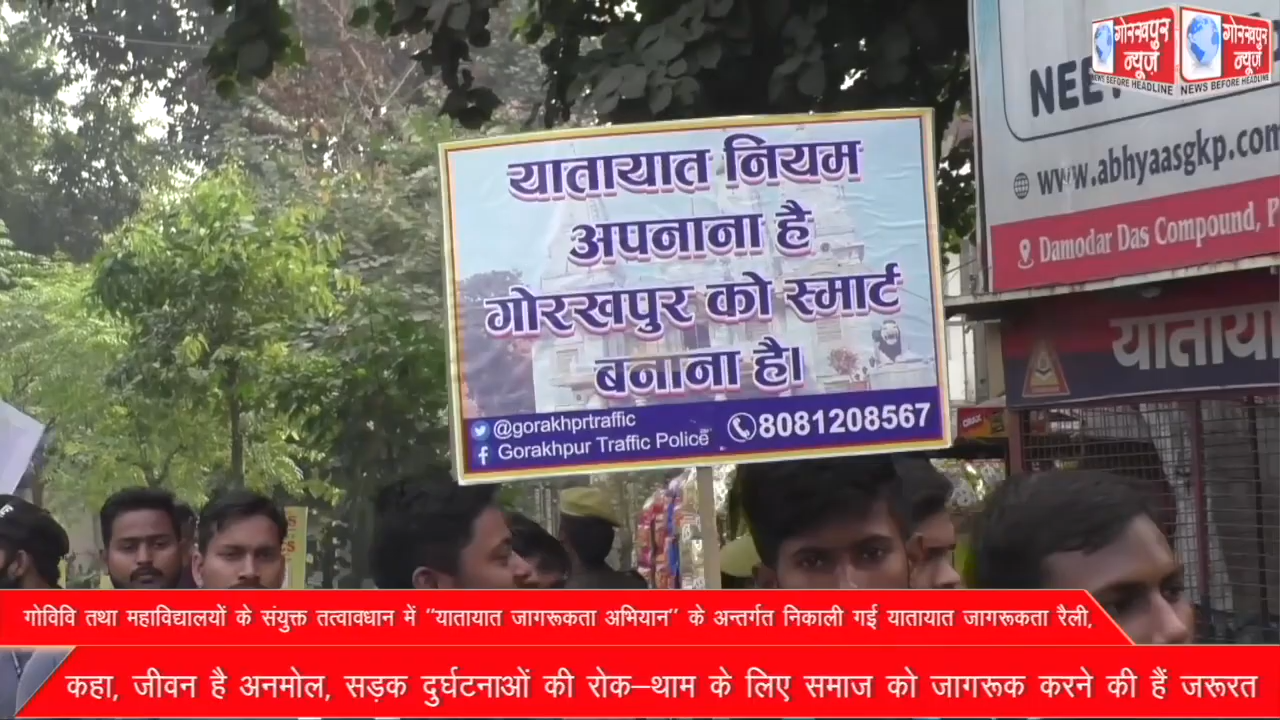 गोरखपुर
न्यूज़
NEWS BEFORE HEADLINE
गोरखपुर
न्यूज़
NEWS BEFORE HEADLINE
www.abhyaasgkp.com
Damodar Das Compound,
यातायात नियम
अपनाना है
गोरखपुर को स्मार्ट
बनाना है।
@gorakhprtraffic
Gorakhpur Traffic Police
8081208567
गोविवि तथा महाविद्यालयों के संयुक्त तत्वावधान में "यातायात जागरूकता अभियान" के अन्तर्गत निकाली गई यातायात जागरूकता रैली,
कहा, जीवन है अनमोल, सड़क दुर्घटनाओं की रोक–थाम के लिए समाज को जागरूक करने की हैं जरूरत